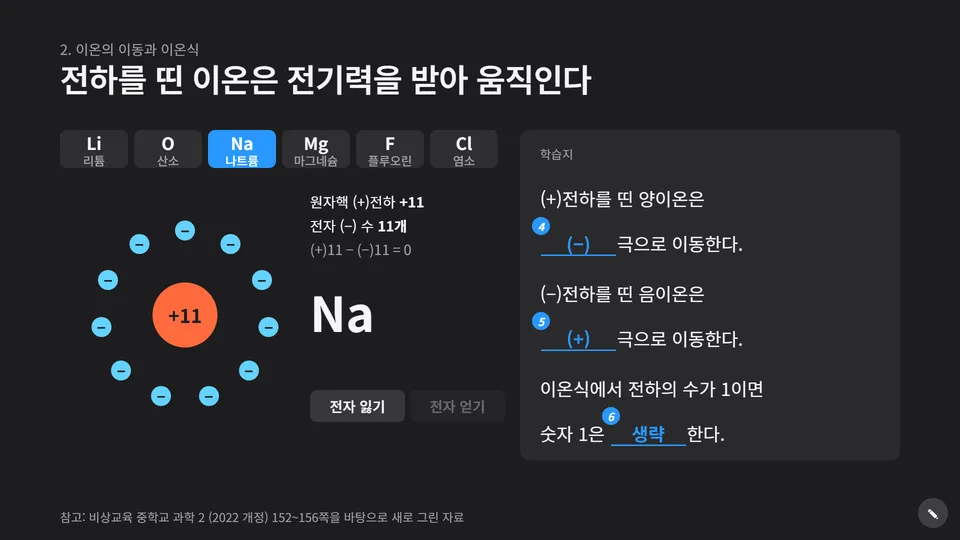 2. 이온의 이동과 이온식
전하를 띤 이온은 전기력을 받아 움직인다
Li
리튬
O
산소
Na
나트륨
Mg
마그네슘
F
플루오린
Cl
염소
원자핵 (+)전하 +11
전자 (−) 수 11개
(+)11 − (−)11 = 0
+11
−
−
−
−
−
−
−
−
−
−
−
Na
전자 잃기
전자 얻기
학습지
(+)전하를 띤 양이온은
4
(−) 극으로 이동한다.
(−)전하를 띤 음이온은
5
(+) 극으로 이동한다.
이온식에서 전하의 수가 1이면
6
숫자 1은 생략 한다.
참고: 비상교육 중학교 과학 2 (2022 개정) 152~156쪽을 바탕으로 새로 그린 자료